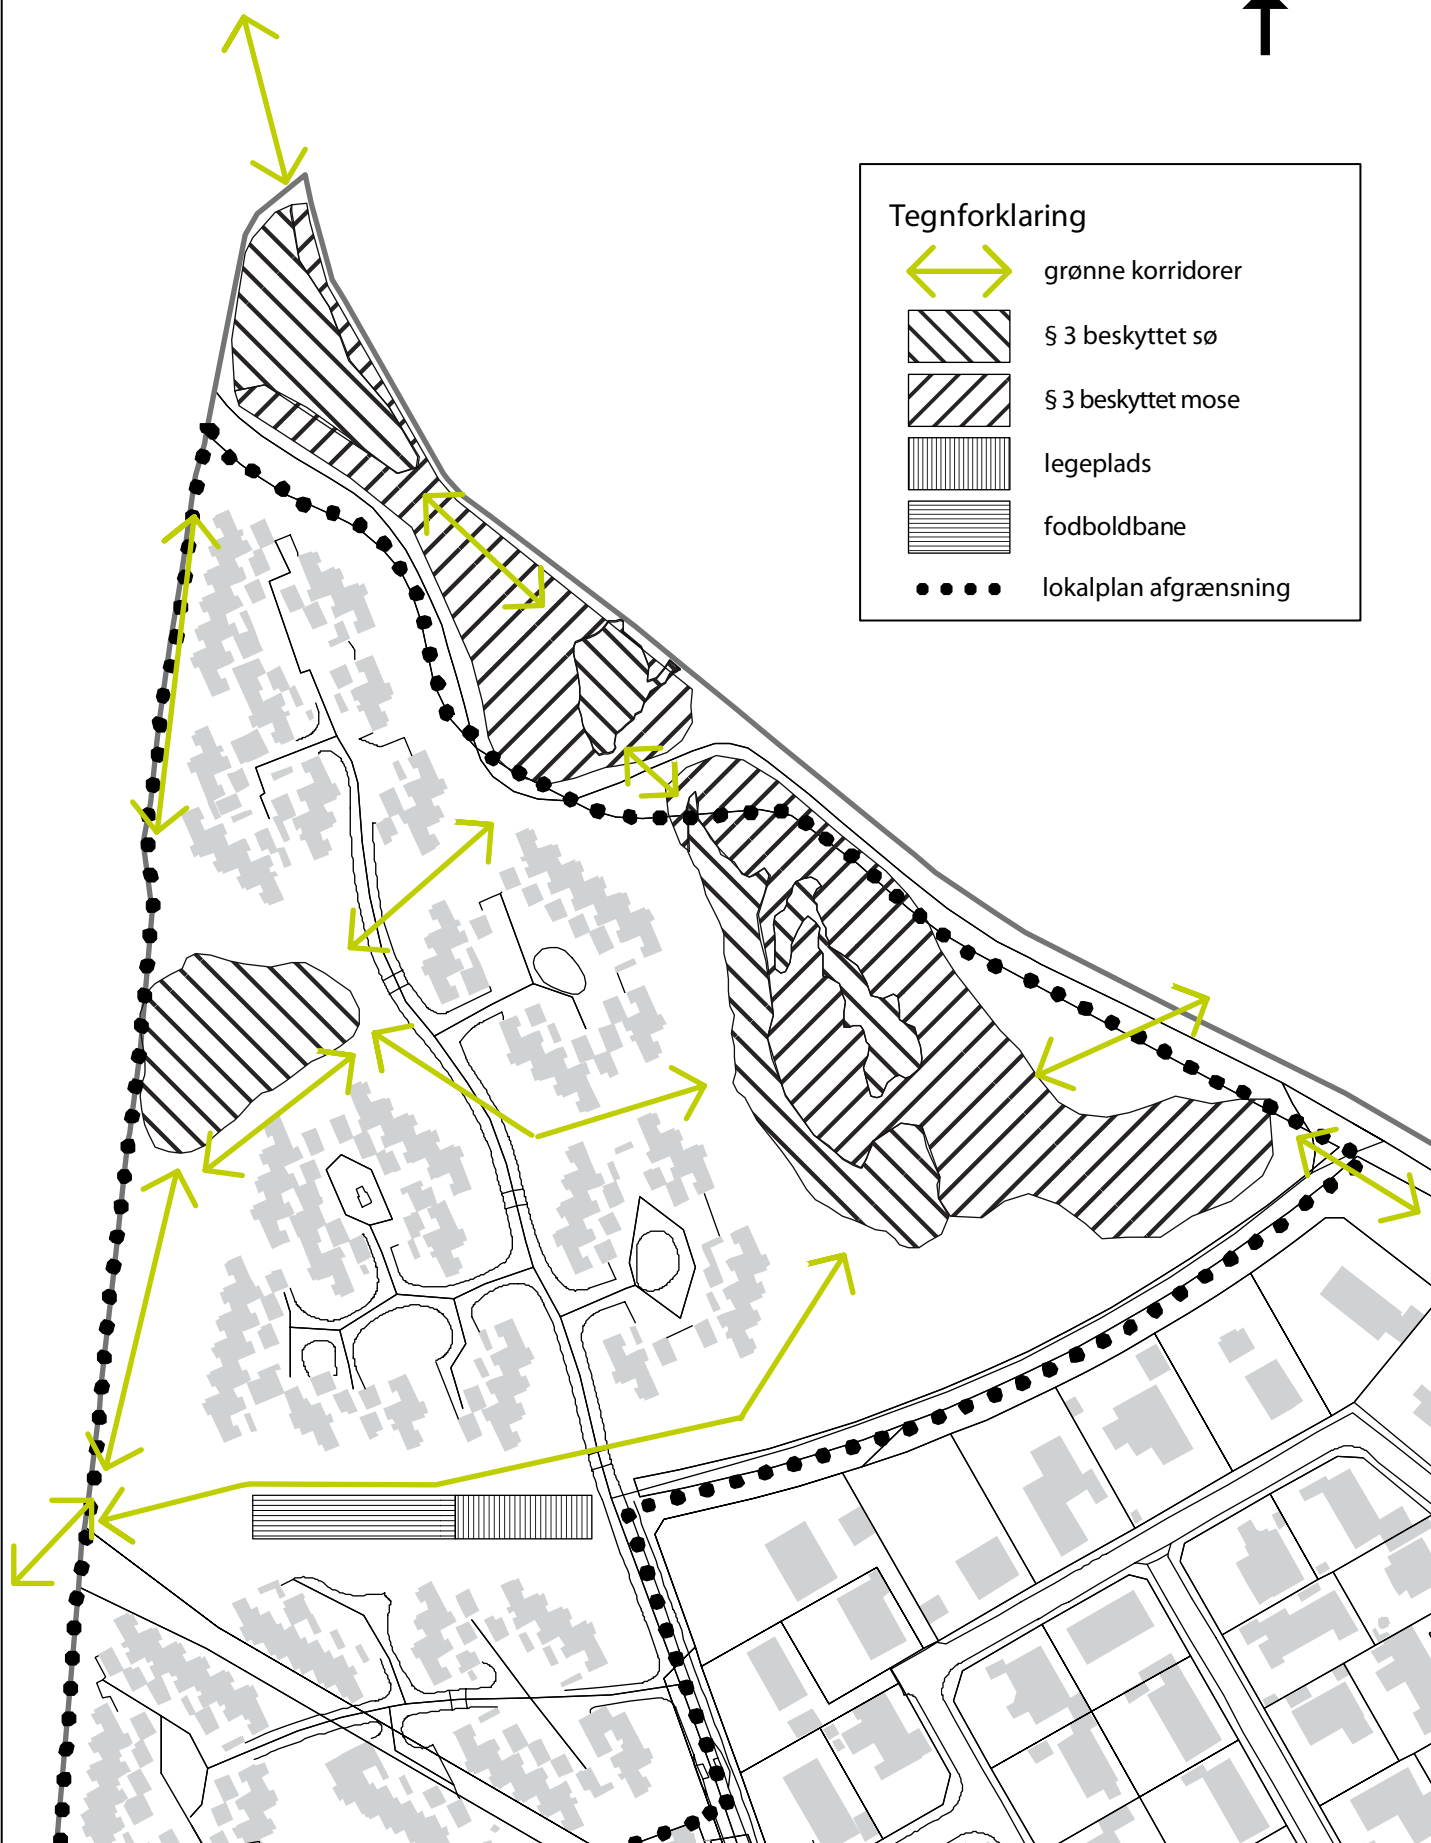 Tegnforklaring
grønne korridorer
§ 3 beskyttet sø
§ 3 beskyttet mose
legeplads
fodboldbane
lokalplan afgrænsning